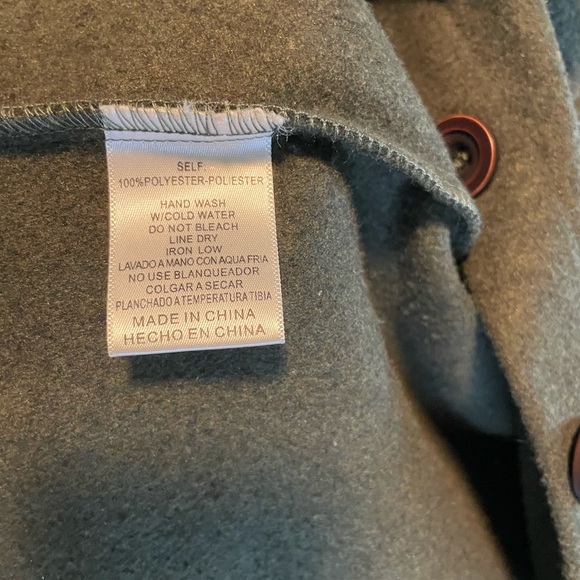 SELF:
100%POLYESTER-POLIESTER
HAND WASH
W/COLD WATER
DO NOT BLEACH
LINE DRY
IRON LOW
LAVADO A MANO CON AQUA FRIA
NO USE BLANQUEADOR
COLGAR A SECAR
PLANCHADO A TEMPERATURA TIBIA
MADE IN CHINA
HECHO EN CHINA